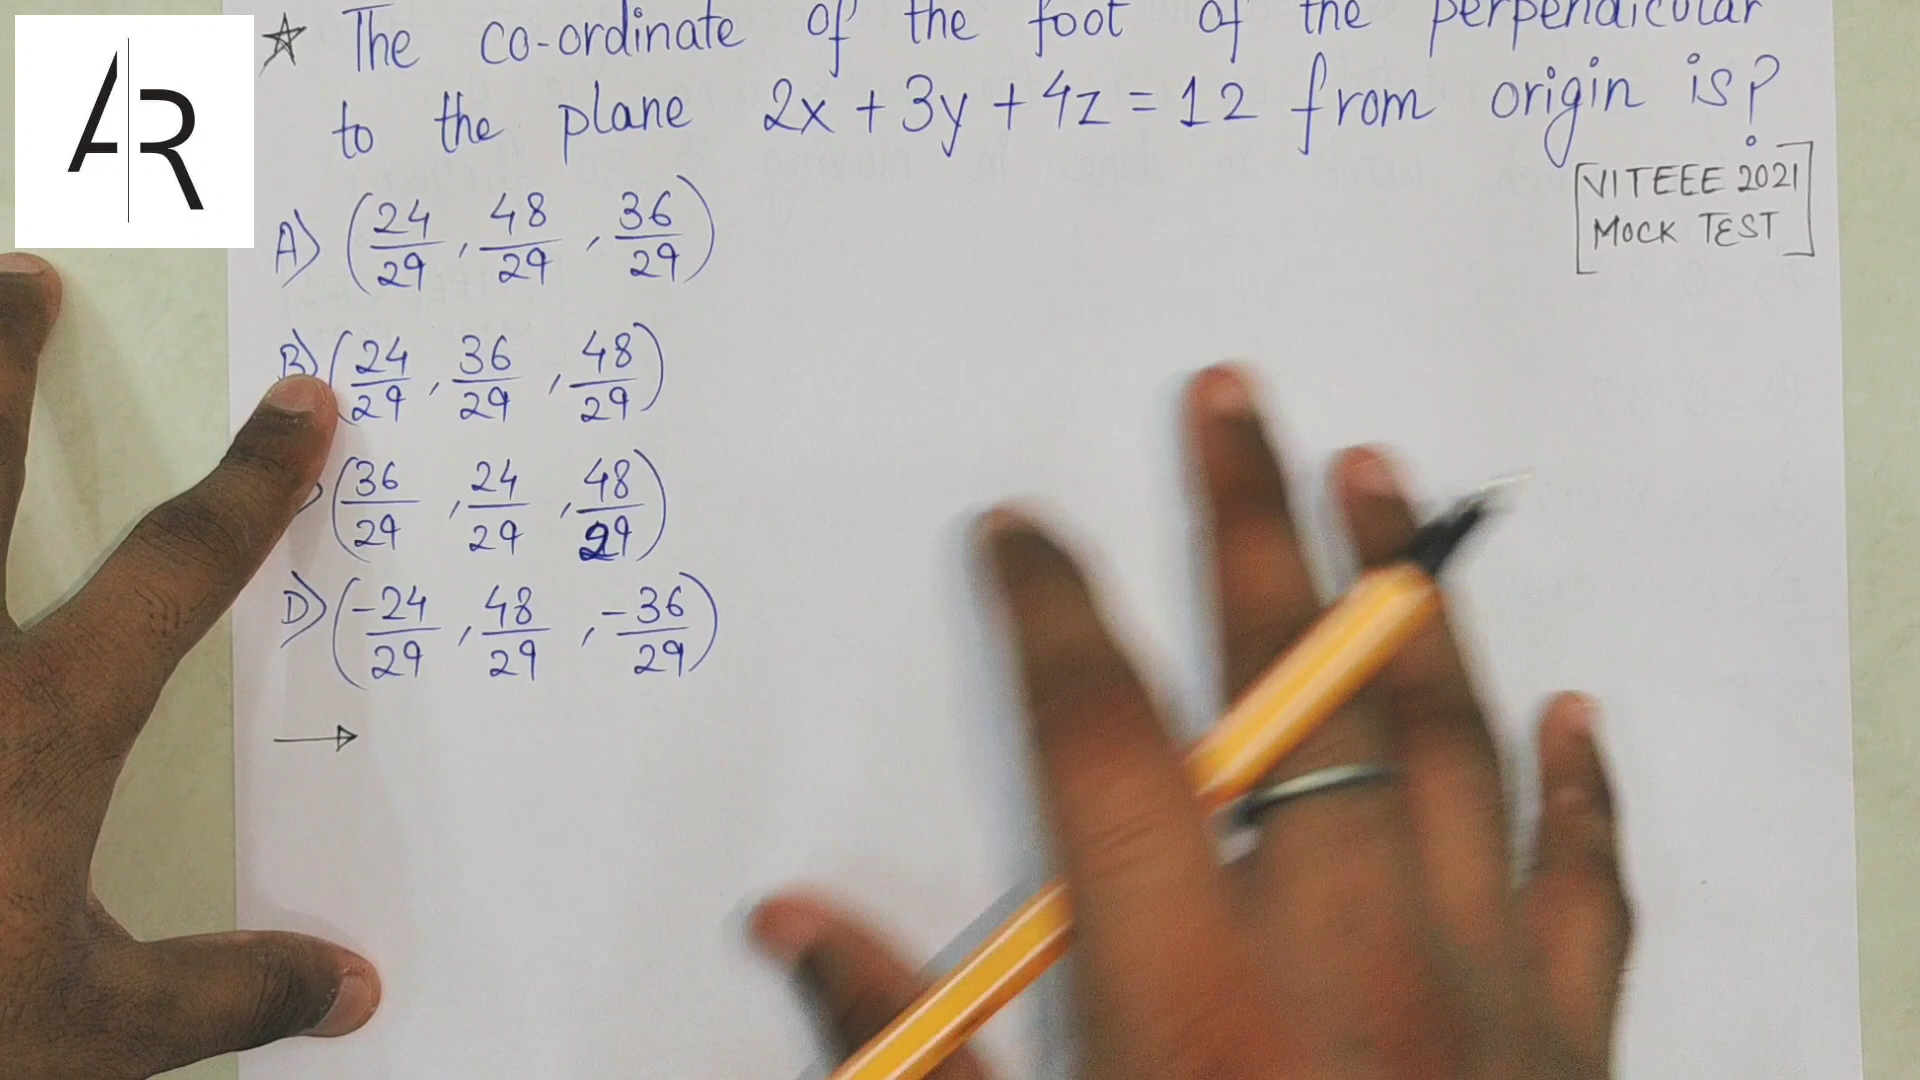 AR
☆ The co-ordinate of the foot of the perpendicular
to the plane 2x + 3y + 4z = 12 from origin is?
[VITEEE 2021
MOCK TEST]
A) (24/29, 48/29, 36/29)
B) (24/29, 36/29, 48/29)
(36/29, 24/29, 48/29)
D) (-24/29, 48/29, -36/29)
→